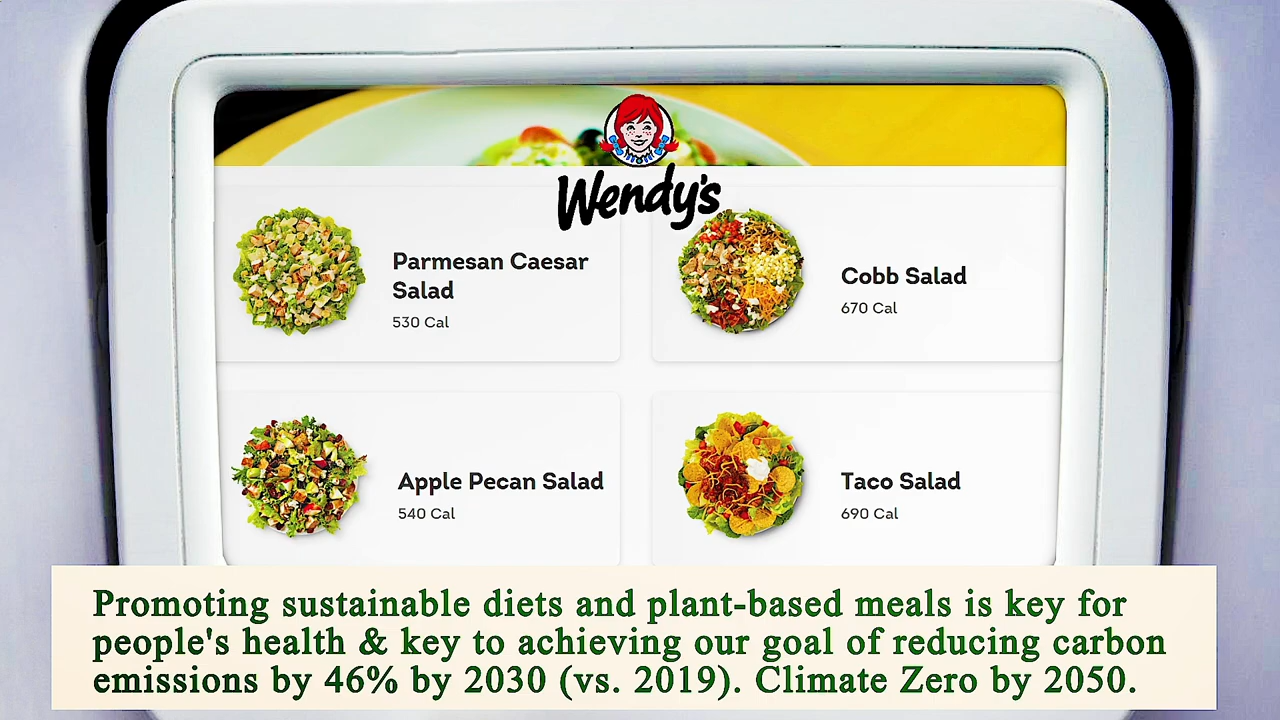 Wendy's
Parmesan Caesar
Salad
530 Cal
Cobb Salad
670 Cal
Apple Pecan Salad
540 Cal
Taco Salad
690 Cal
Promoting sustainable diets and plant-based meals is key for
people's health & key to achieving our goal of reducing carbon
emissions by 46% by 2030 (vs. 2019). Climate Zero by 2050.